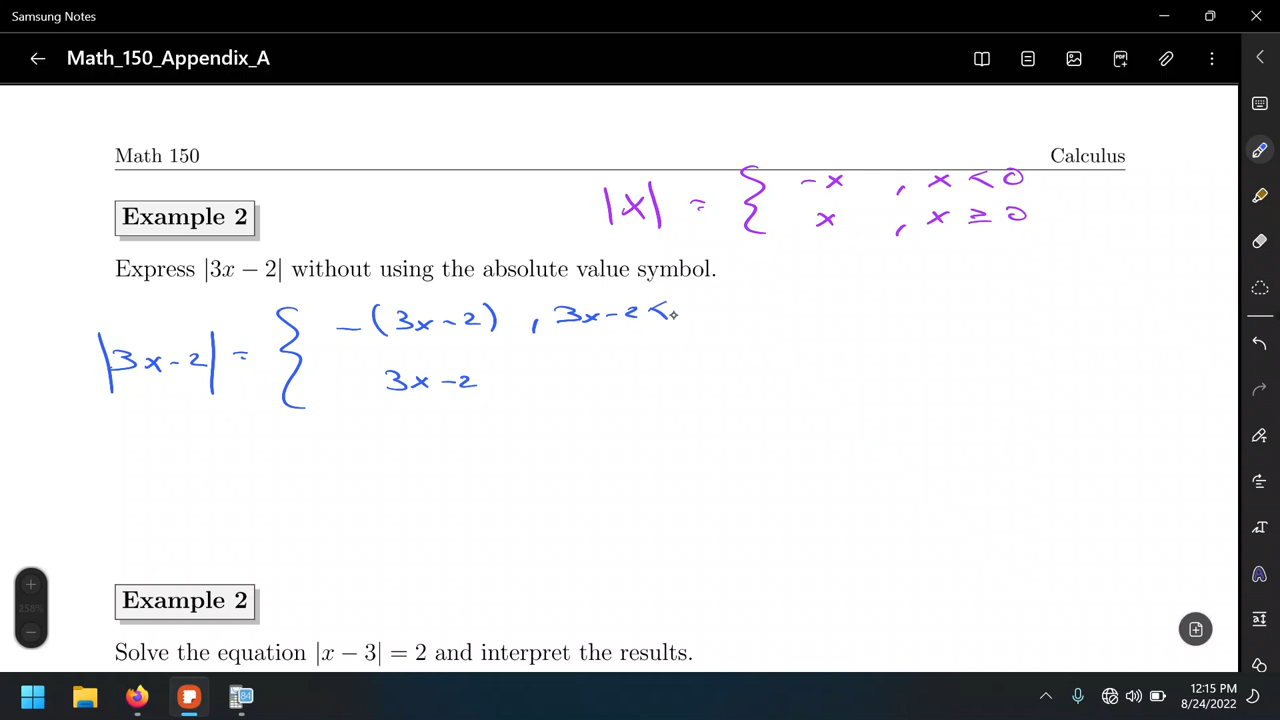 Samsung Notes
Math_150_Appendix_A
Math 150 Calculus
|x| = { -x , x < 0
x , x ≥ 0
Example 2
Express |3x − 2| without using the absolute value symbol.
|3x-2| = { -(3x-2) , 3x-2<
3x-2
Example 2
Solve the equation |x − 3| = 2 and interpret the results.
84
12:15 PM
8/24/2022